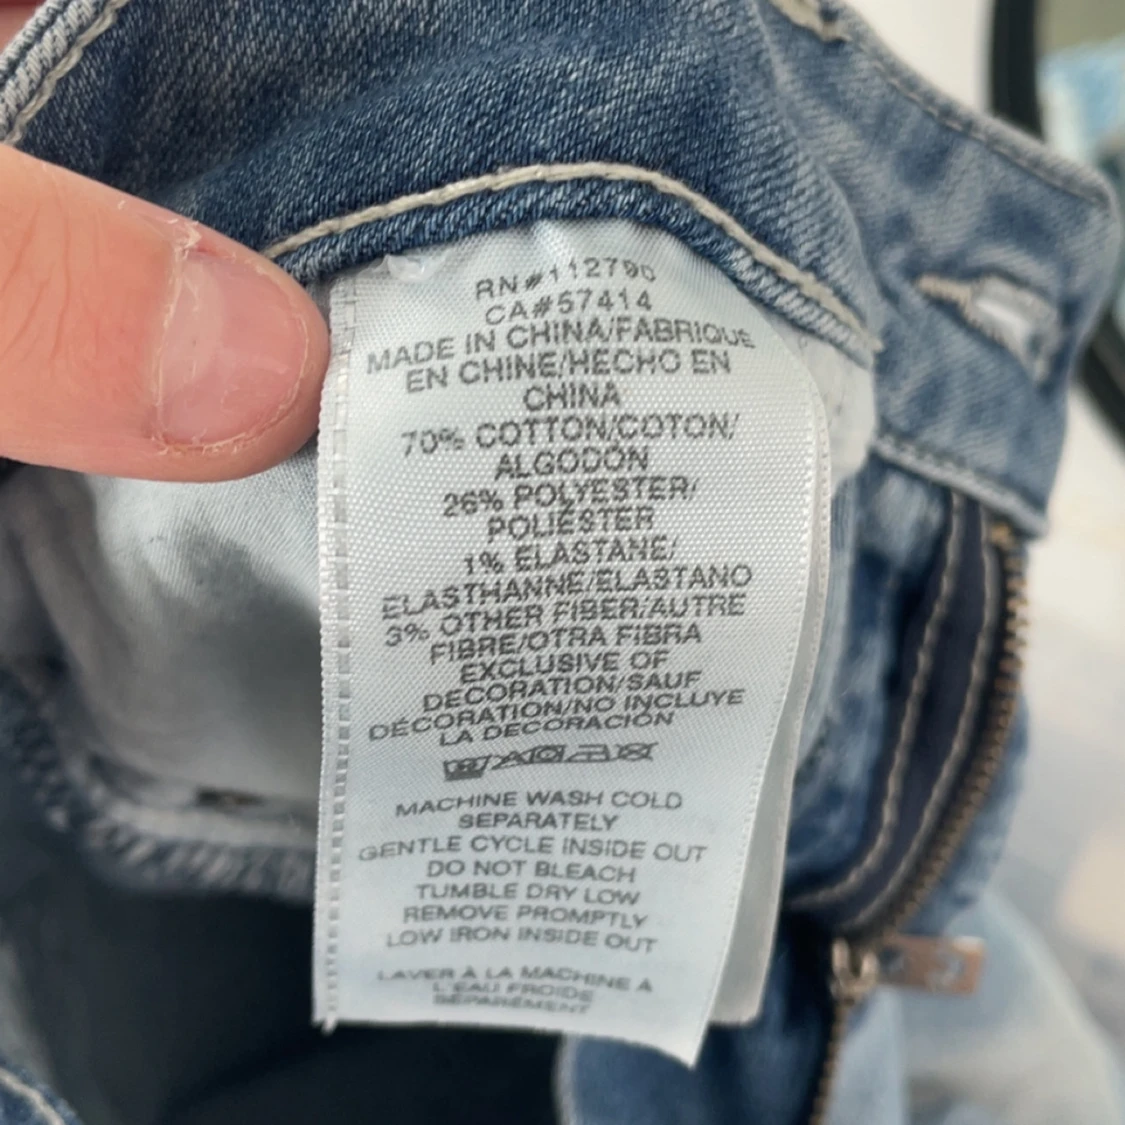 RN#112790
CA#57414
MADE IN CHINA/FABRIQUÉ
EN CHINE/HECHO EN
CHINA
70% COTTON/COTON/
ALGODÓN
26% POLYESTER/
POLIÉSTER
1% ELASTANE/
ELASTHANNE/ELASTANO
3% OTHER FIBER/AUTRE
FIBRE/OTRA FIBRA
EXCLUSIVE OF
DECORATION/SAUF
DÉCORATION/NO INCLUYE
LA DECORACIÓN
MACHINE WASH COLD
SEPARATELY
GENTLE CYCLE INSIDE OUT
DO NOT BLEACH
TUMBLE DRY LOW
REMOVE PROMPTLY
LOW IRON INSIDE OUT
LAVER À LA MACHINE À
L'EAU FROIDE
SÉPARÉMENT